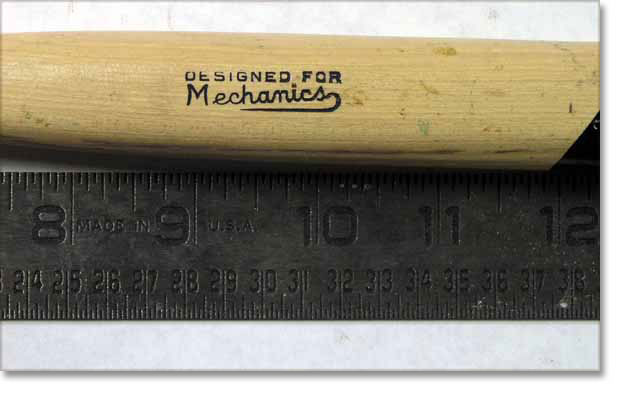 DESIGNED FOR
Mechanics
8 MADE IN 9 U.S.A. 10 11 12
24 25 26 27 28 29 30 31 32 33 34 35 36 37 38